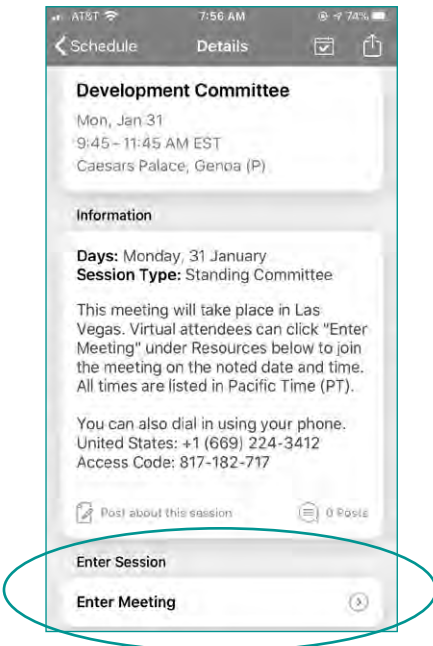 AT&T 7:56 AM 74%
Schedule Details
Development Committee
Mon, Jan 31
9:45 - 11:45 AM EST
Caesars Palace, Genoa (P)
Information
Days: Monday, 31 January
Session Type: Standing Committee
This meeting will take place in Las
Vegas. Virtual attendees can click "Enter
Meeting" under Resources below to join
the meeting on the noted date and time.
All times are listed in Pacific Time (PT).
You can also dial in using your phone.
United States: +1 (669) 224-3412
Access Code: 817-182-717
Post about this session 0 Posts
Enter Session
Enter Meeting